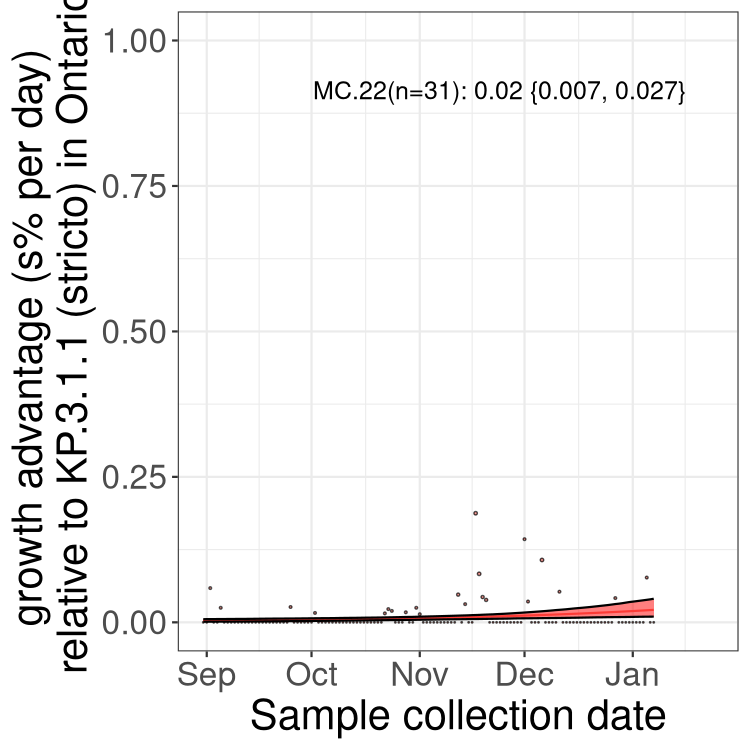 growth advantage (s% per day)
relative to KP.3.1.1 (stricto) in Ontario
1.00
0.75
0.50
0.25
0.00
MC.22(n=31): 0.02 {0.007, 0.027}
Sep Oct Nov Dec Jan
Sample collection date